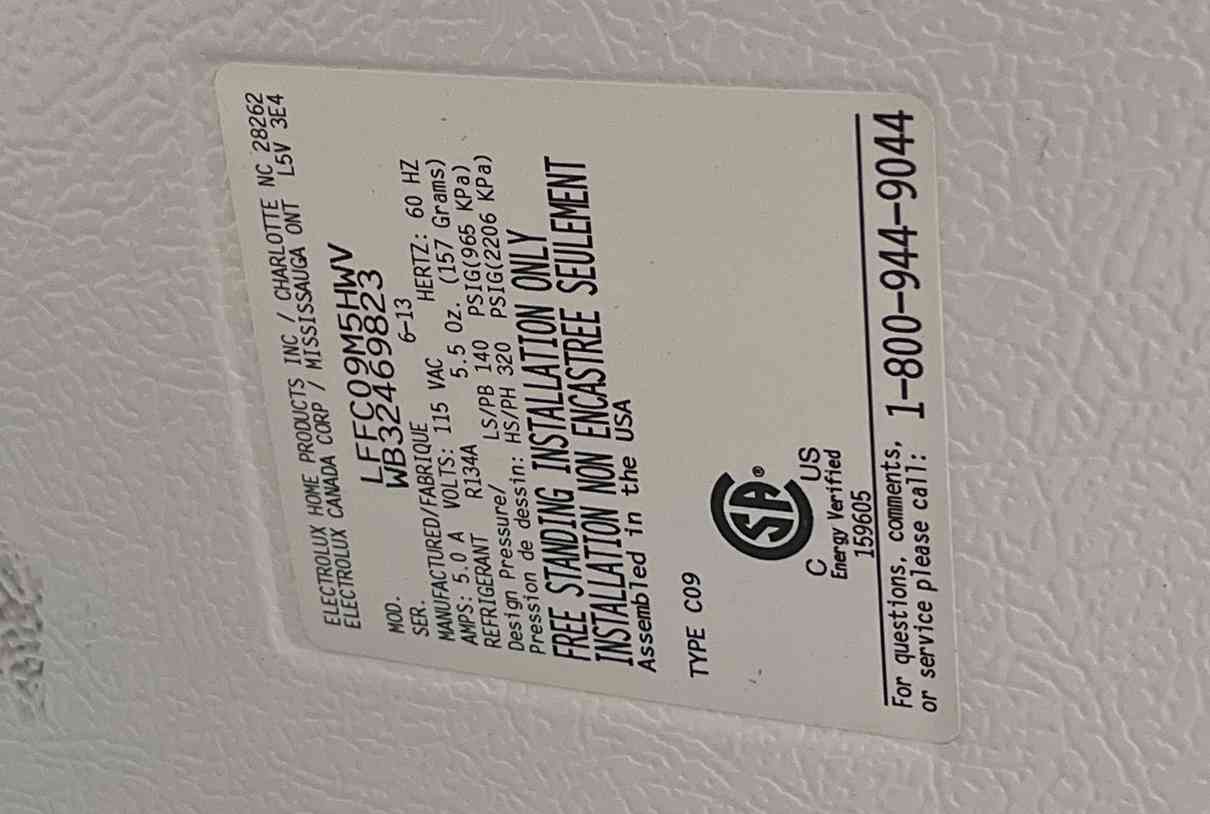 ELECTROLUX HOME PRODUCTS INC / CHARLOTTE NC 28262
ELECTROLUX CANADA CORP / MISSISSAUGA ONT L5V 3E4
MOD. LFFC09M5HWV
SER. WB32469823
MANUFACTURED/FABRIQUE 6-13
AMPS: 5.0 A VOLTS: 115 VAC HERTZ: 60 HZ
REFRIGERANT R134A 5.5 Oz. (157 Grams)
Design Pressure/ LS/PB 140 PSIG(965 KPa)
Pression de dessin: HS/PH 320 PSIG(2206 KPa)
FREE STANDING INSTALLATION ONLY
INSTALLATION NON ENCASTREE SEULEMENT
Assembled in the USA
TYPE C09
SA®
C US
Energy Verified
159605
For questions, comments,
or service please call: 1-800-944-9044